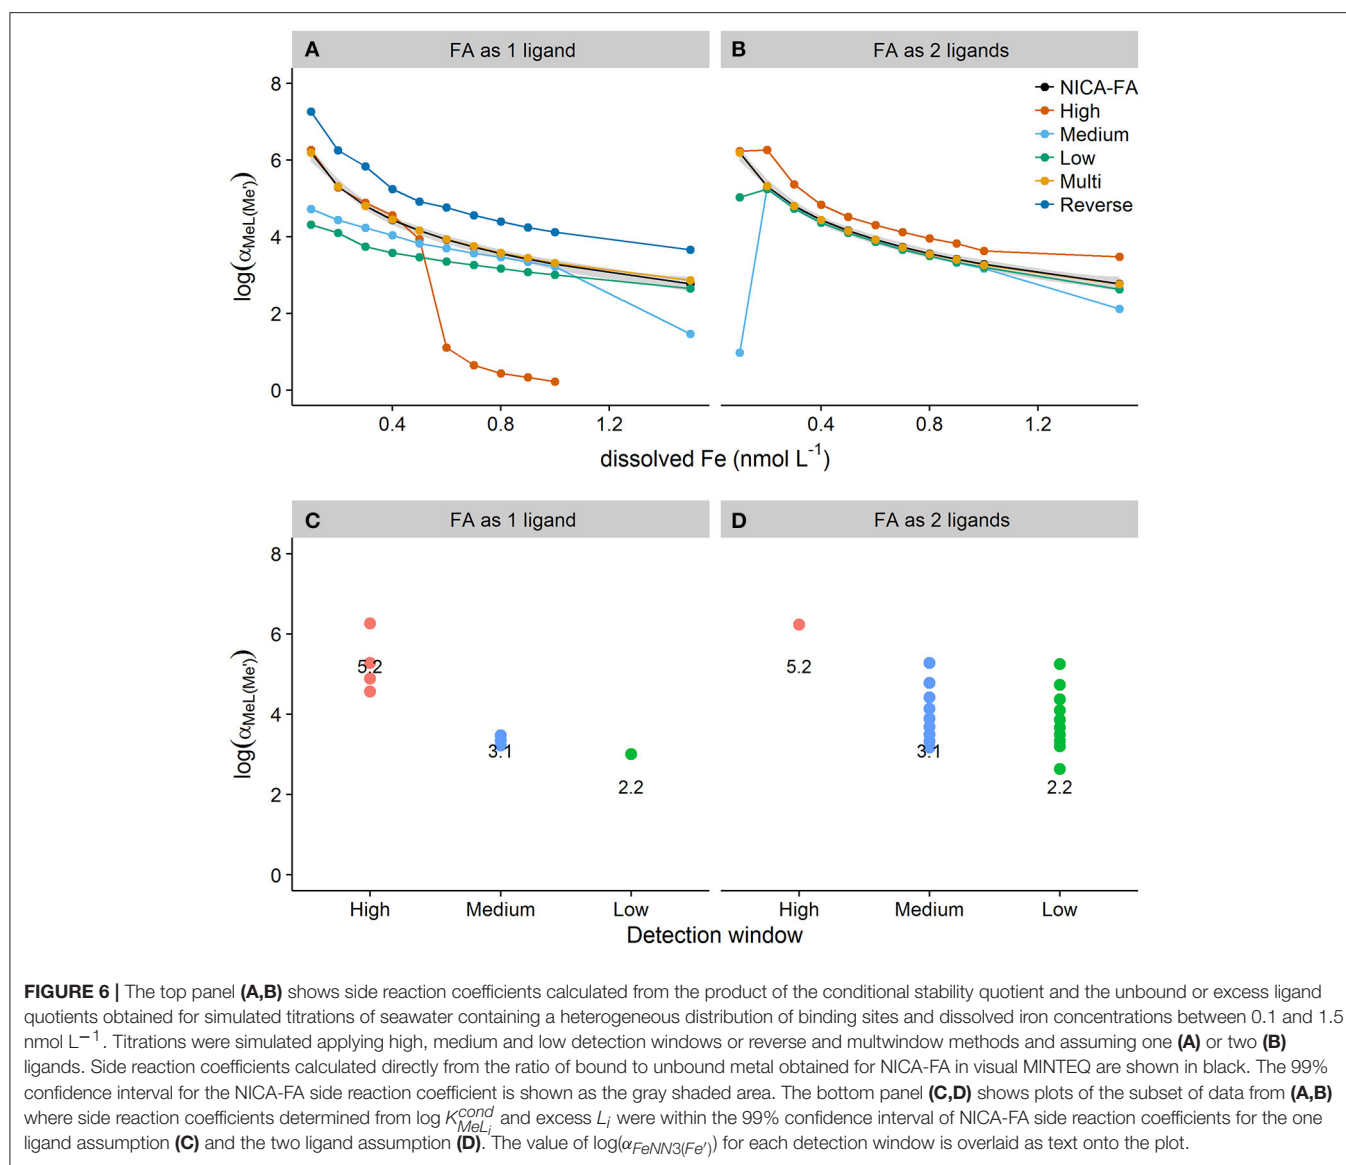 A FA as 1 ligand
B FA as 2 ligands
log(αMeL(Me'))
8
6
4
2
0
NICA-FA
High
Medium
Low
Multi
Reverse
0.4 0.8 1.2 0.4 0.8 1.2
dissolved Fe (nmol L⁻¹)
C FA as 1 ligand
D FA as 2 ligands
log(αMeL(Me'))
8
6
4
2
0
5.2
3.1
2.2
5.2
3.1
2.2
High Medium Low High Medium Low
Detection window
FIGURE 6 | The top panel (A,B) shows side reaction coefficients calculated from the product of the conditional stability quotient and the unbound or excess ligand
quotients obtained for simulated titrations of seawater containing a heterogeneous distribution of binding sites and dissolved iron concentrations between 0.1 and 1.5
nmol L⁻¹. Titrations were simulated applying high, medium and low detection windows or reverse and multwindow methods and assuming one (A) or two (B)
ligands. Side reaction coefficients calculated directly from the ratio of bound to unbound metal obtained for NICA-FA in visual MINTEQ are shown in black. The 99%
confidence interval for the NICA-FA side reaction coefficient is shown as the gray shaded area. The bottom panel (C,D) shows plots of the subset of data from (A,B)
where side reaction coefficients determined from log K^cond_MeLi and excess Li were within the 99% confidence interval of NICA-FA side reaction coefficients for the one
ligand assumption (C) and the two ligand assumption (D). The value of log(αFeNN3(Fe')) for each detection window is overlaid as text onto the plot.